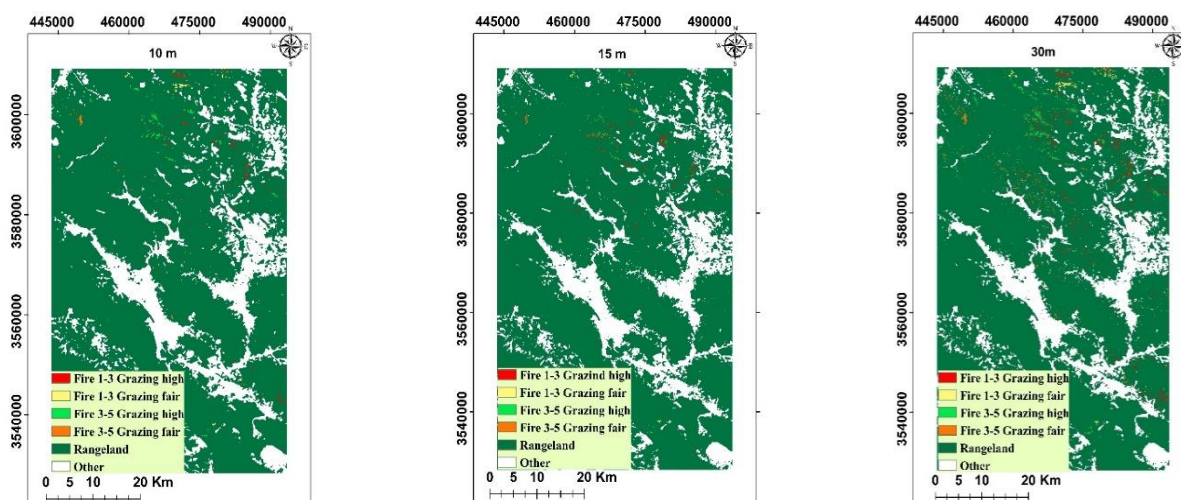 445000 460000 475000 490000
10 m
3600000
3580000
3560000
3540000
Fire 1-3 Grazing high
Fire 1-3 Grazing fair
Fire 3-5 Grazing high
Fire 3-5 Grazing fair
Rangeland
Other
0 5 10 20 Km
445000 460000 475000 490000
15 m
3600000
3580000
3560000
3540000
Fire 1-3 Grazind high
Fire 1-3 Grazing fair
Fire 3-5 Grazing high
Fire 3-5 Grazing fair
Rangeland
Other
0 5 10 20 Km
445000 460000 475000 490000
30m
3600000
3580000
3560000
3540000
Fire 1-3 Grazing high
Fire 1-3 Grazing fair
Fire 3-5 Grazing high
Fire 3-5 Grazing fair
Rangeland
Other
0 5 10 20 Km